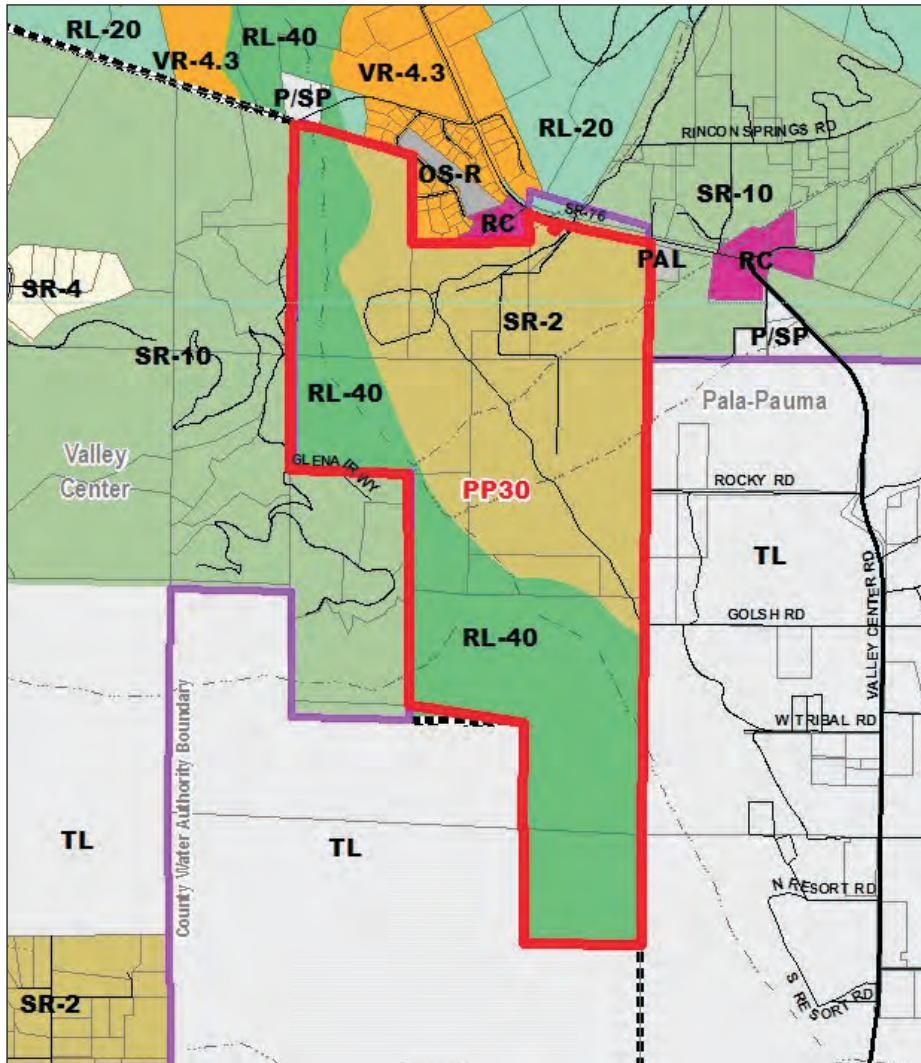 RL-20
RL-40
VR-4.3
VR-4.3
P/SP
RL-20
RINCON SPRINGS RD
OS-R
SR-10
SR-76
RC
PAL
RC
SR-4
SR-2
P/SP
SR-10
RL-40
Pala-Pauma
Valley
Center
GLENAIR WY
PP30
ROCKY RD
TL
GOLSH RD
RL-40
VALLEY CENTER RD
W TRIBAL RD
County Water Authority Boundary
TL
TL
N RESORT RD
SR-2
S RESORT RD